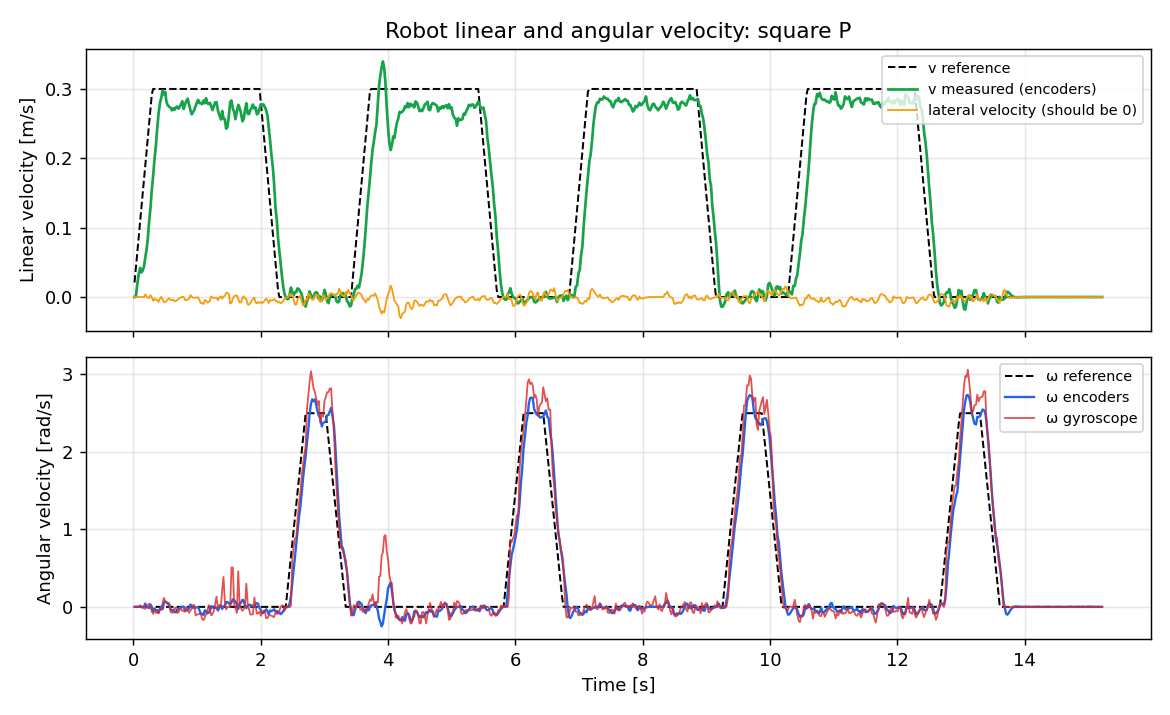 Robot linear and angular velocity: square P
Linear velocity [m/s]
0.3
0.2
0.1
0.0
v reference
v measured (encoders)
lateral velocity (should be 0)
Angular velocity [rad/s]
3
2
1
0
ω reference
ω encoders
ω gyroscope
0 2 4 6 8 10 12 14
Time [s]